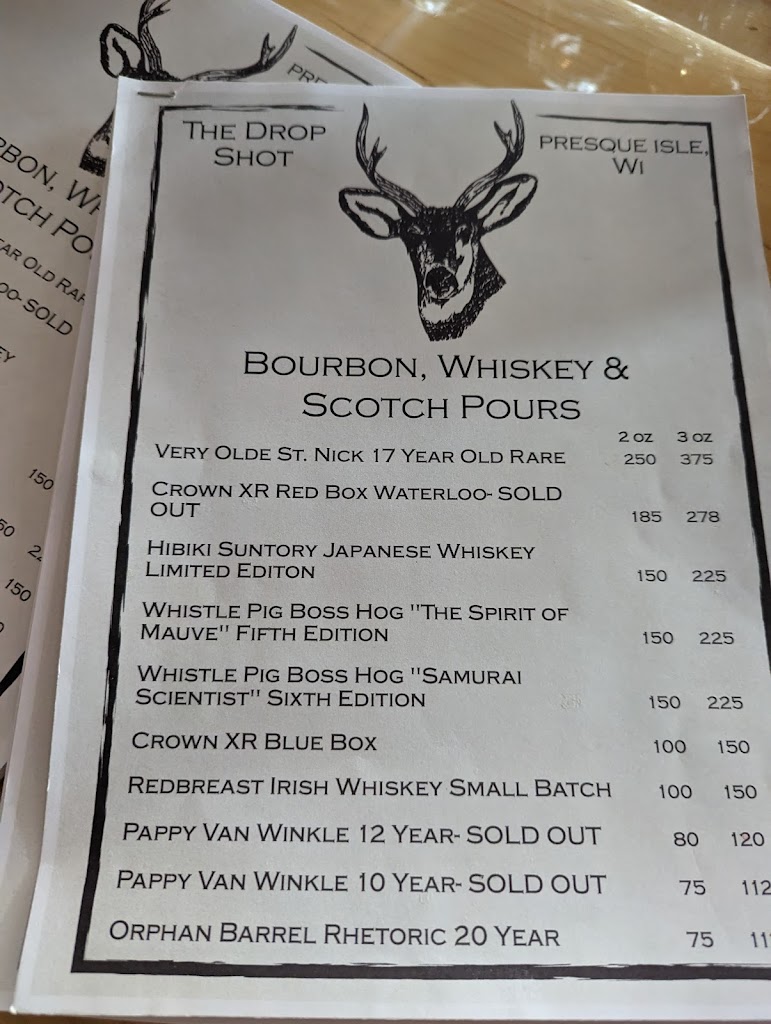 THE DROP
SHOT
PRESQUE ISLE,
WI
BOURBON, WHISKEY &
SCOTCH POURS
2 OZ 3 OZ
VERY OLDE ST. NICK 17 YEAR OLD RARE 250 375
CROWN XR RED BOX WATERLOO- SOLD
OUT 185 278
HIBIKI SUNTORY JAPANESE WHISKEY
LIMITED EDITON 150 225
WHISTLE PIG BOSS HOG "THE SPIRIT OF
MAUVE" FIFTH EDITION 150 225
WHISTLE PIG BOSS HOG "SAMURAI
SCIENTIST" SIXTH EDITION 150 225
CROWN XR BLUE BOX 100 150
REDBREAST IRISH WHISKEY SMALL BATCH 100 150
PAPPY VAN WINKLE 12 YEAR- SOLD OUT 80 120
PAPPY VAN WINKLE 10 YEAR- SOLD OUT 75 112
ORPHAN BARREL RHETORIC 20 YEAR 75
OLD
SOLD
150
150